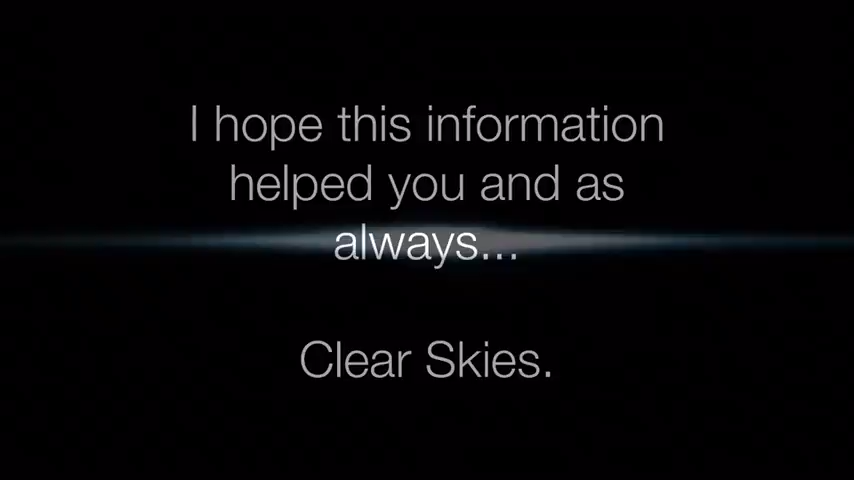 I hope this information
helped you and as
always...
Clear Skies.